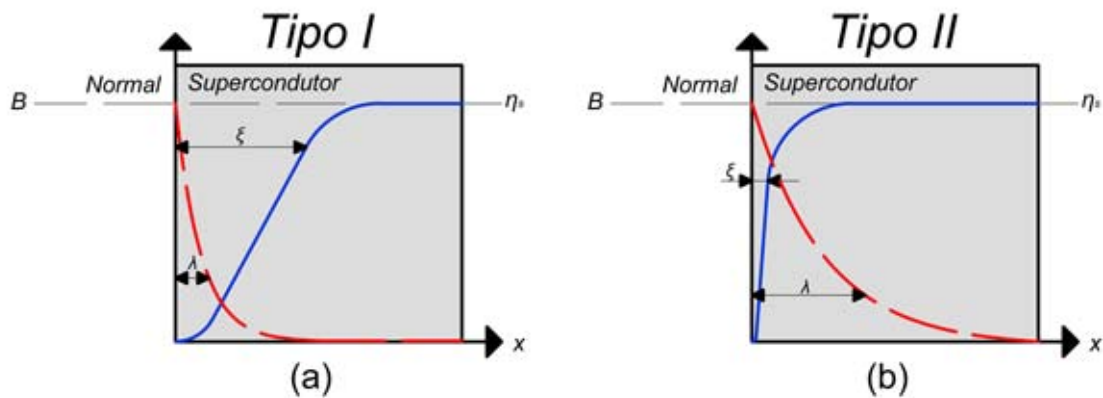 Tipo I
Normal Supercondutor
B ηs
ξ
λ
x
(a)
Tipo II
Normal Supercondutor
B ηs
ξ
λ
x
(b)